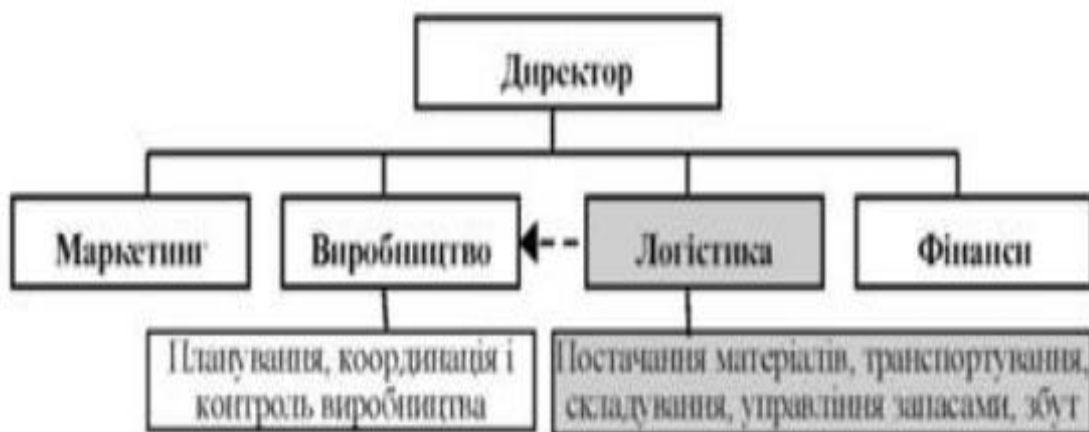 Директор
Маркетинг
Виробництво
Логістика
Фінанси
Планування, координація і
контроль виробництва
Постачання матеріалів, транспортування,
складування, управління запасами, збут